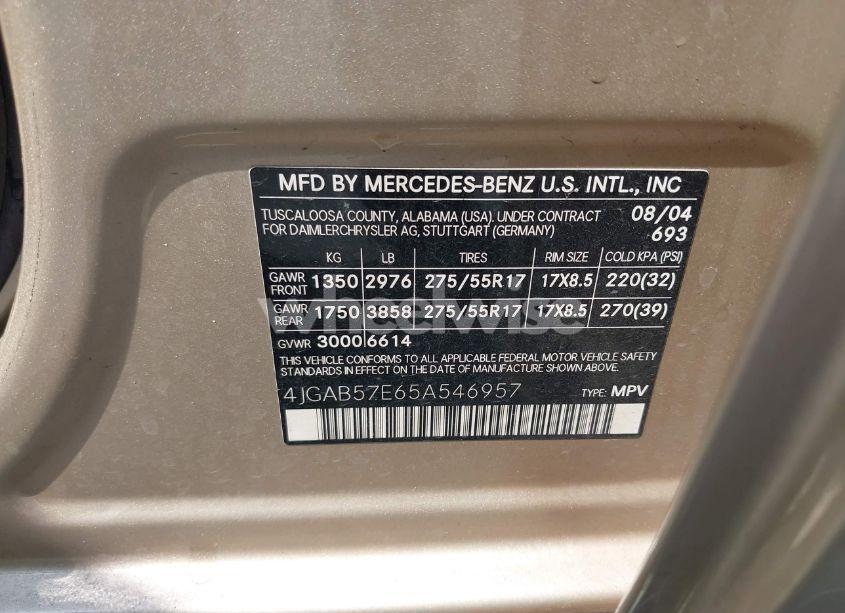 MFD BY MERCEDES-BENZ U.S. INTL., INC
TUSCALOOSA COUNTY, ALABAMA (USA). UNDER CONTRACT 08/04
FOR DAIMLERCHRYSLER AG, STUTTGART (GERMANY) 693
KG LB TIRES RIM SIZE COLD KPA (PSI)
GAWR FRONT 1350 2976 275/55R17 17X8.5 220(32)
GAWR REAR 1750 3858 275/55R17 17X8.5 270(39)
GVWR 3000 6614
THIS VEHICLE CONFORMS TO ALL APPLICABLE FEDERAL MOTOR VEHICLE SAFETY
STANDARDS IN EFFECT ON THE DATE OF MANUFACTURE SHOWN ABOVE.
4JGAB57E65A546957 TYPE: MPV
wheelwise